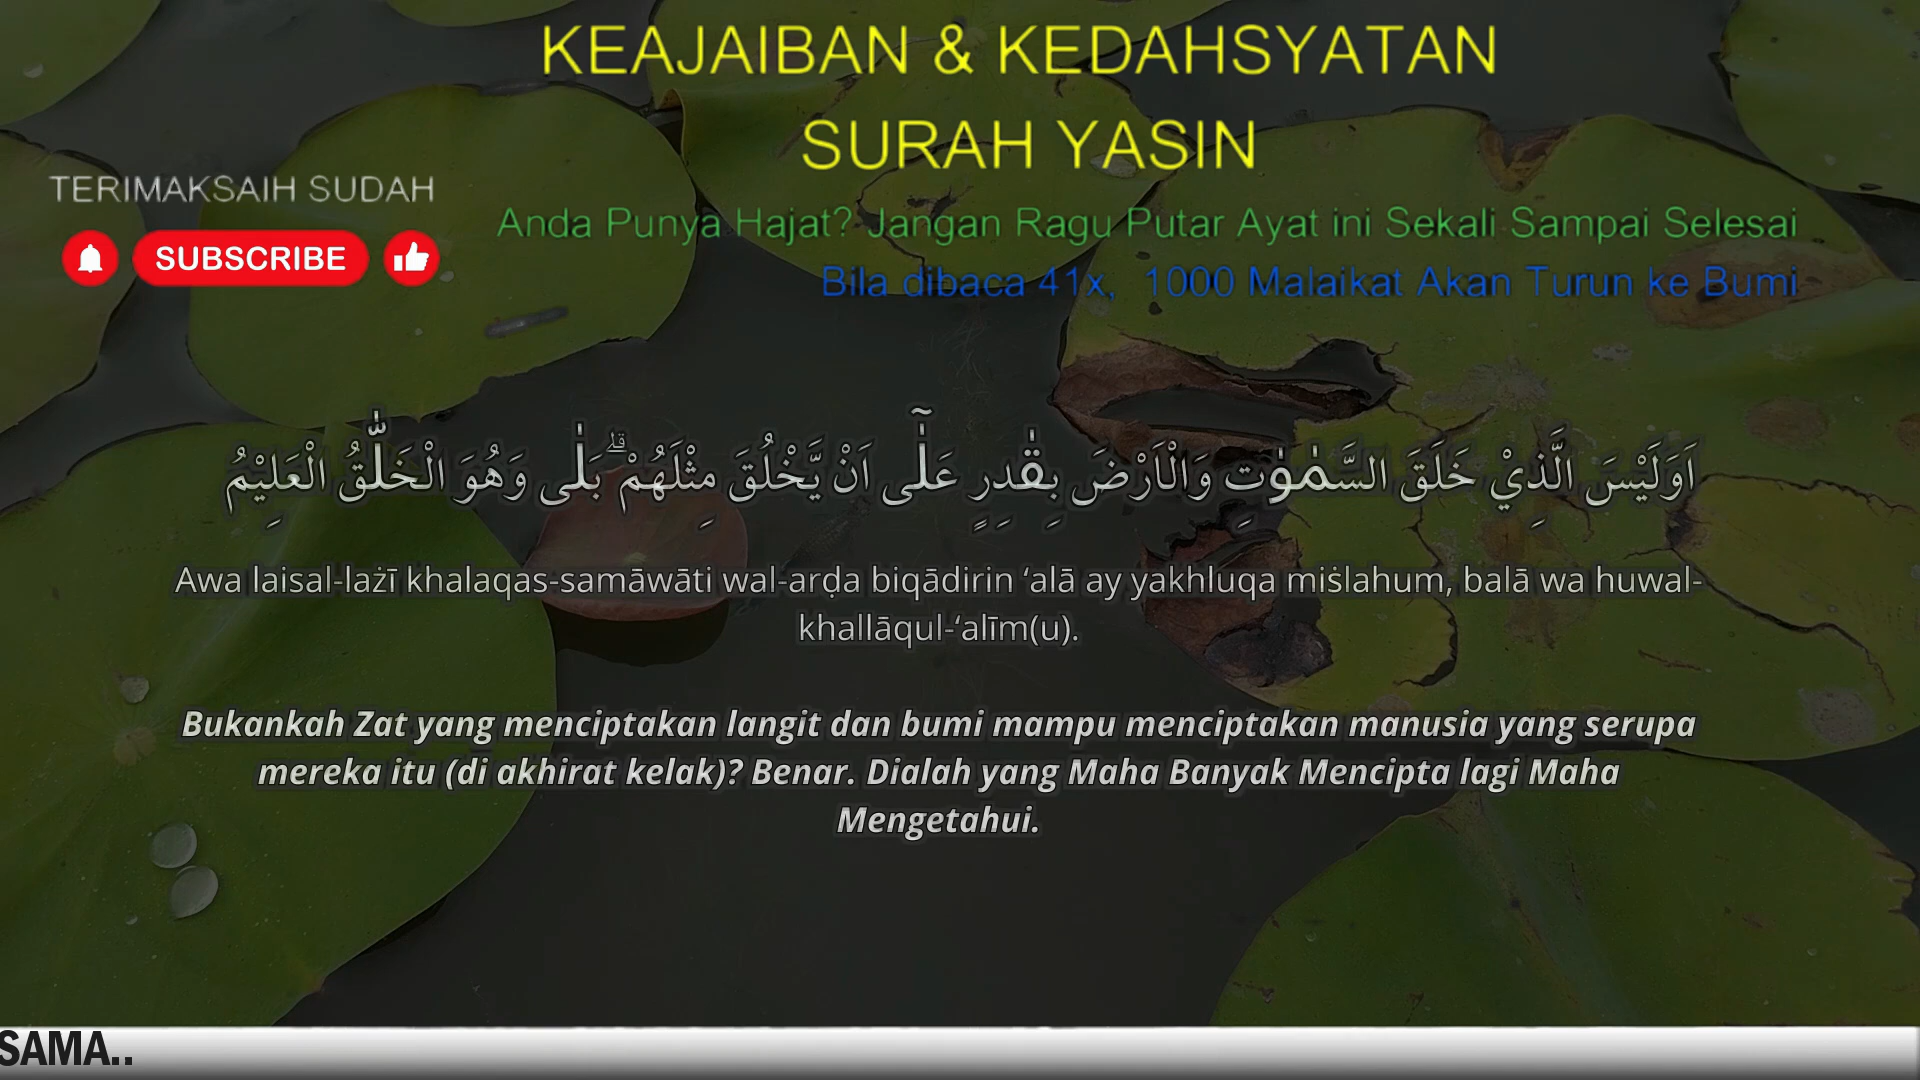 KEAJAIBAN & KEDAHSYATAN
SURAH YASIN
TERIMAKSAIH SUDAH
SUBSCRIBE
Anda Punya Hajat? Jangan Ragu Putar Ayat ini Sekali Sampai Selesai
Bila dibaca 41x, 1000 Malaikat Akan Turun ke Bumi
اَوَلَيْسَ الَّذِيْ خَلَقَ السَّمٰوٰتِ وَالْاَرْضَ بِقٰدِرٍ عَلٰٓى اَنْ يَّخْلُقَ مِثْلَهُمْ ۗبَلٰى وَهُوَ الْخَلّٰقُ الْعَلِيْمُ
Awa laisal-lażī khalaqas-samāwāti wal-arḍa biqādirin ‘alā ay yakhluqa miṡlahum, balā wa huwal-
khallāqul-‘alīm(u).
Bukankah Zat yang menciptakan langit dan bumi mampu menciptakan manusia yang serupa
mereka itu (di akhirat kelak)? Benar. Dialah yang Maha Banyak Mencipta lagi Maha
Mengetahui.
SAMA..